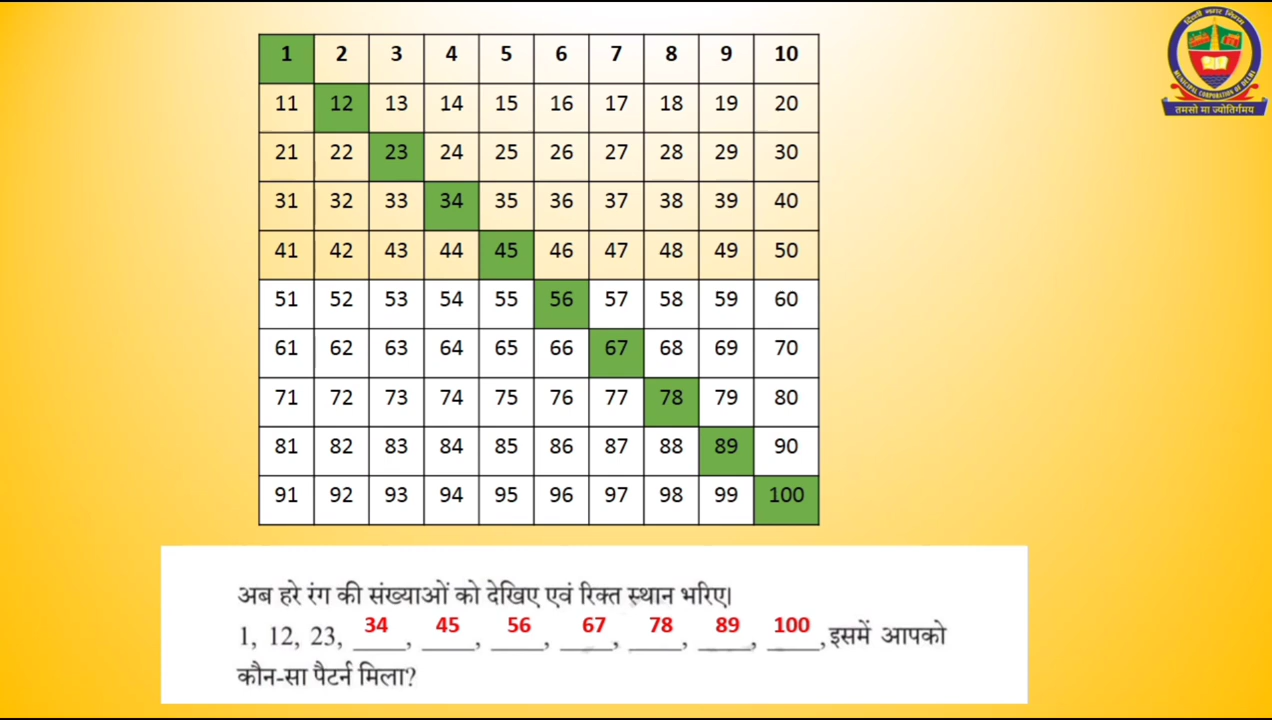 1 2 3 4 5 6 7 8 9 10
11 12 13 14 15 16 17 18 19 20
21 22 23 24 25 26 27 28 29 30
31 32 33 34 35 36 37 38 39 40
41 42 43 44 45 46 47 48 49 50
51 52 53 54 55 56 57 58 59 60
61 62 63 64 65 66 67 68 69 70
71 72 73 74 75 76 77 78 79 80
81 82 83 84 85 86 87 88 89 90
91 92 93 94 95 96 97 98 99 100
दिल्ली नगर निगम
MUNICIPAL CORPORATION OF DELHI
तमसो मा ज्योतिर्गमय
अब हरे रंग की संख्याओं को देखिए एवं रिक्त स्थान भरिए।
1, 12, 23, 34, 45, 56, 67, 78, 89, 100, इसमें आपको
कौन-सा पैटर्न मिला?